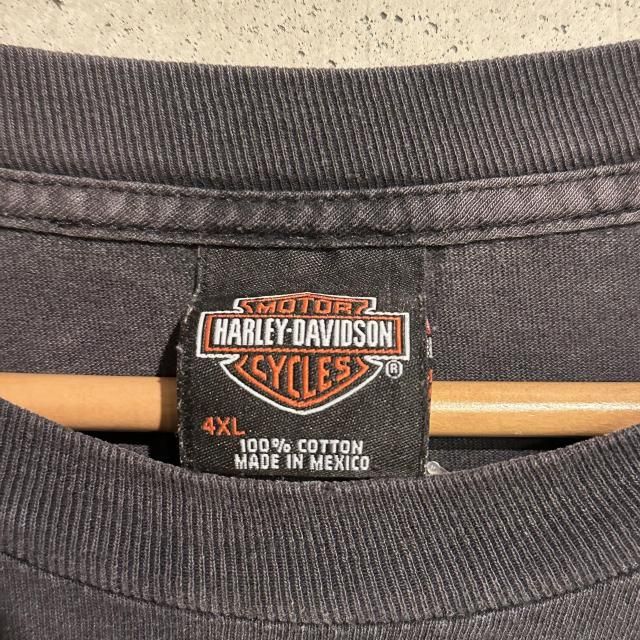 MOTOR
HARLEY-DAVIDSON
CYCLES
®
4XL
100% COTTON
MADE IN MEXICO